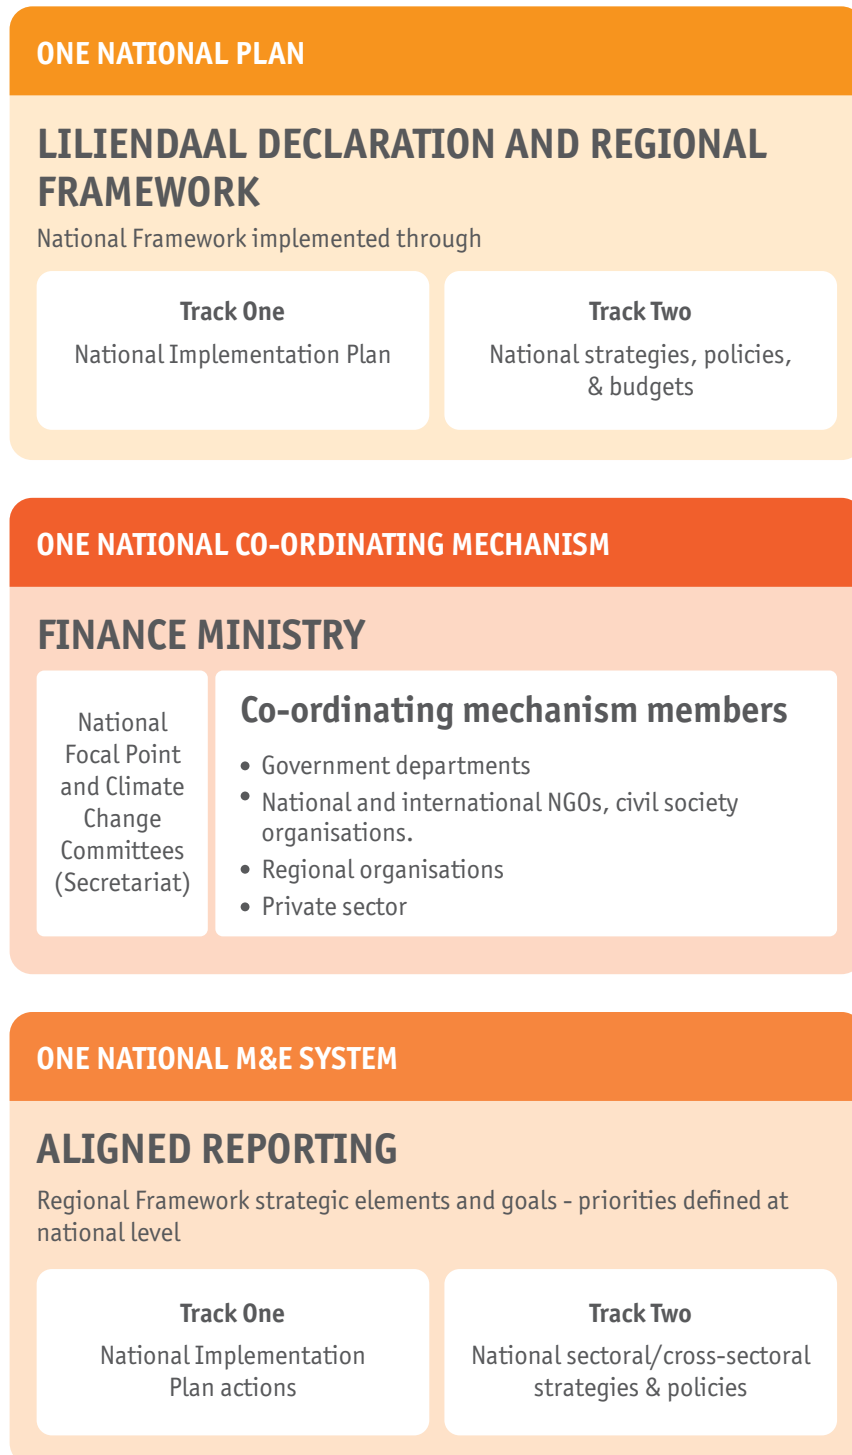 ONE NATIONAL PLAN
LILIENDAAL DECLARATION AND REGIONAL
FRAMEWORK
National Framework implemented through
Track One
National Implementation Plan
Track Two
National strategies, policies,
& budgets
ONE NATIONAL CO-ORDINATING MECHANISM
FINANCE MINISTRY
National
Focal Point
and Climate
Change
Committees
(Secretariat)
Co-ordinating mechanism members
• Government departments
• National and international NGOs, civil society
organisations.
• Regional organisations
• Private sector
ONE NATIONAL M&E SYSTEM
ALIGNED REPORTING
Regional Framework strategic elements and goals - priorities defined at
national level
Track One
National Implementation
Plan actions
Track Two
National sectoral/cross-sectoral
strategies & policies